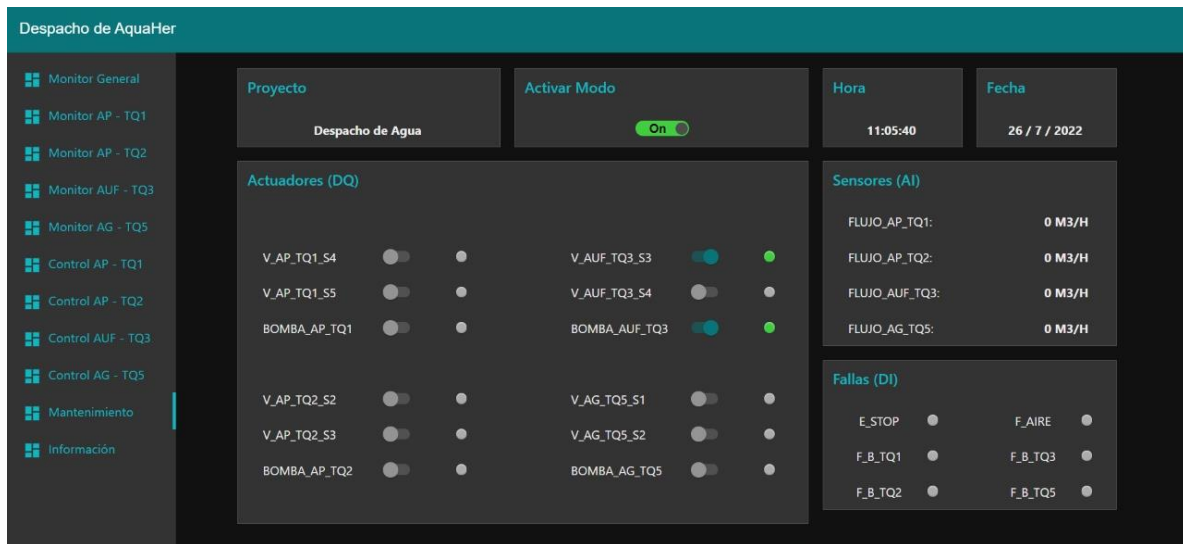 Despacho de AquaHer
Monitor General
Monitor AP - TQ1
Monitor AP - TQ2
Monitor AUF - TQ3
Monitor AG - TQ5
Control AP - TQ1
Control AP - TQ2
Control AUF - TQ3
Control AG - TQ5
Mantenimiento
Información
Proyecto
Despacho de Agua
Activar Modo
On
Hora
11:05:40
Fecha
26 / 7 / 2022
Actuadores (DQ)
V_AP_TQ1_S4
V_AUF_TQ3_S3
V_AP_TQ1_S5
V_AUF_TQ3_S4
BOMBA_AP_TQ1
BOMBA_AUF_TQ3
V_AP_TQ2_S2
V_AG_TQ5_S1
V_AP_TQ2_S3
V_AG_TQ5_S2
BOMBA_AP_TQ2
BOMBA_AG_TQ5
Sensores (AI)
FLUJO_AP_TQ1: 0 M3/H
FLUJO_AP_TQ2: 0 M3/H
FLUJO_AUF_TQ3: 0 M3/H
FLUJO_AG_TQ5: 0 M3/H
Fallas (DI)
E_STOP
F_AIRE
F_B_TQ1
F_B_TQ3
F_B_TQ2
F_B_TQ5